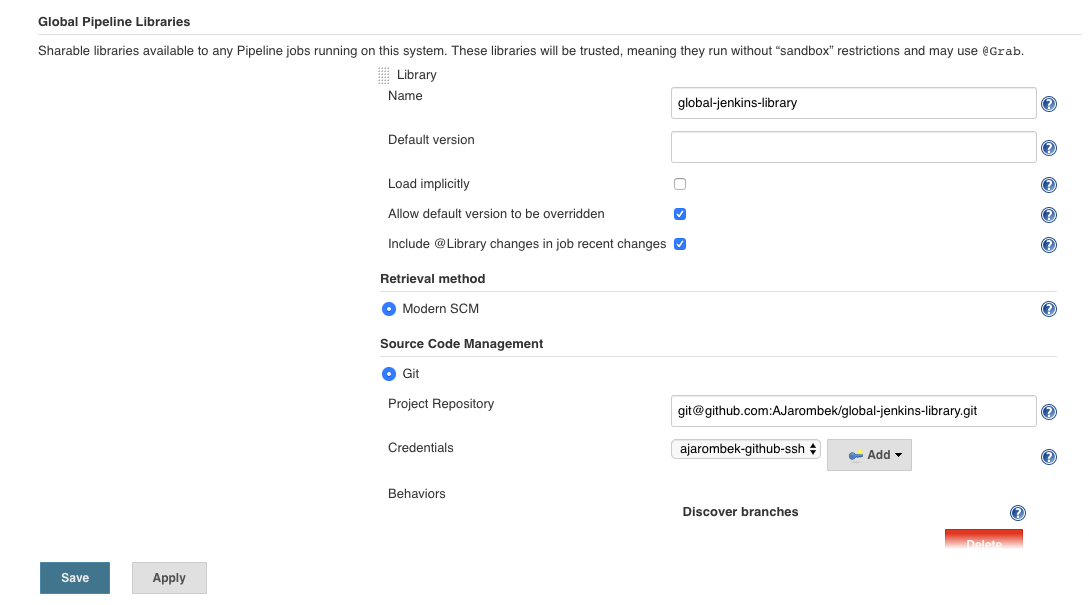 Global Pipeline Libraries
Sharable libraries available to any Pipeline jobs running on this system. These libraries will be trusted, meaning they run without “sandbox” restrictions and may use @Grab.
Library
Name
global-jenkins-library
?
Default version
?
Load implicitly
?
Allow default version to be overridden
?
Include @Library changes in job recent changes
?
Retrieval method
Modern SCM
?
Source Code Management
Git
Project Repository
git@github.com:AJarombek/global-jenkins-library.git
?
Credentials
ajarombek-github-ssh
Add
?
Behaviors
Discover branches
?
Delete
Save
Apply